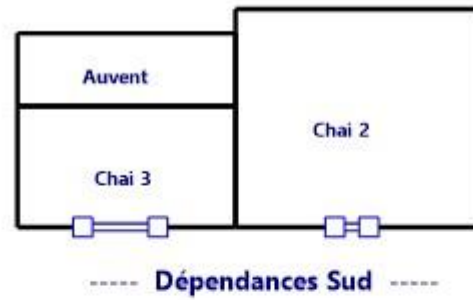 Auvent
Chai 2
Chai 3
----- Dépendances Sud -----